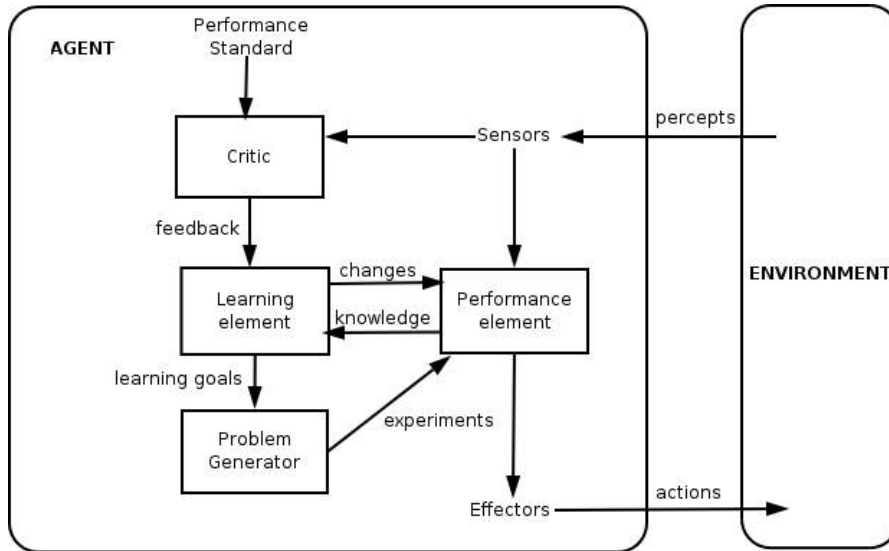 Performance
Standard
AGENT
percepts
Sensors
Critic
feedback
changes
ENVIRONMENT
Learning
element
Performance
element
knowledge
learning goals
experiments
Problem
Generator
Effectors
actions